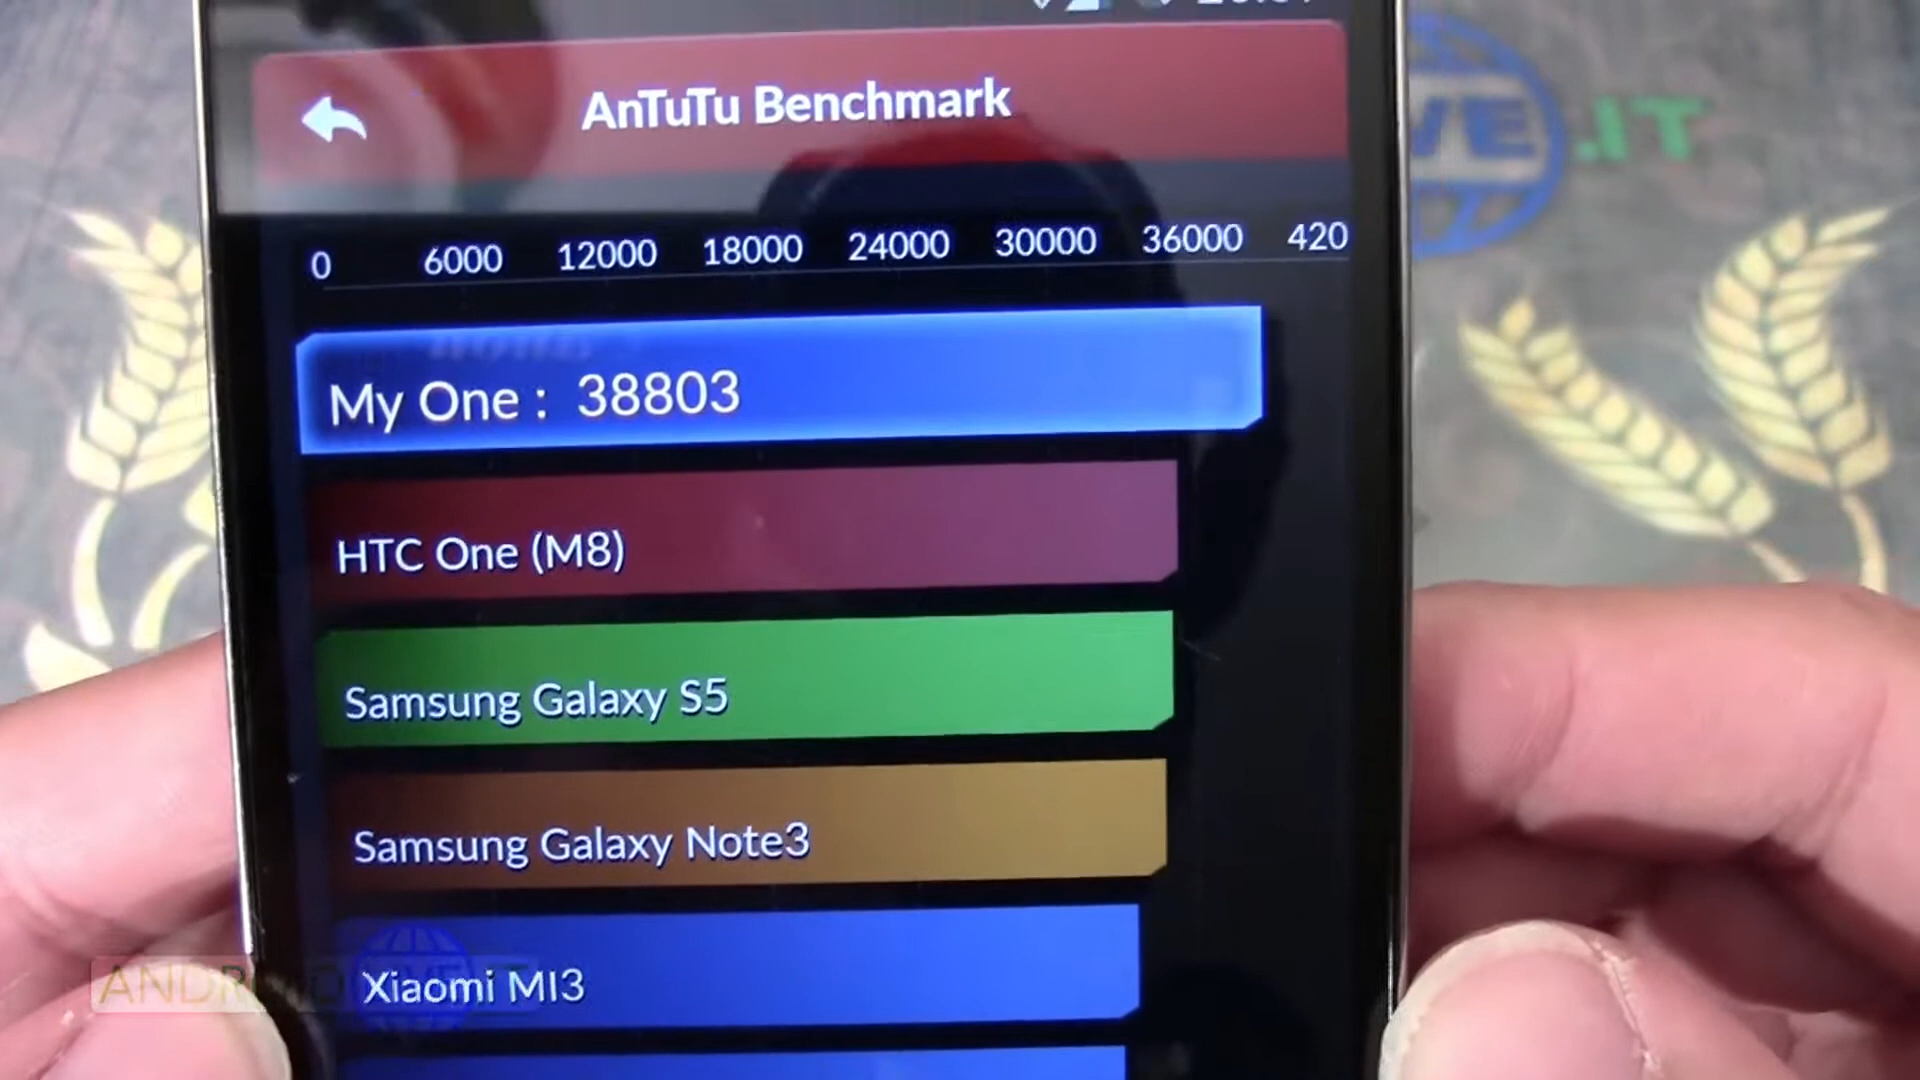 AnTuTu Benchmark
0 6000 12000 18000 24000 30000 36000 420
My One : 38803
HTC One (M8)
Samsung Galaxy S5
Samsung Galaxy Note3
Xiaomi MI3
.IT